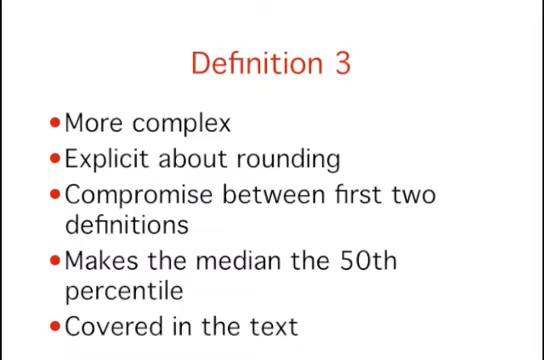 Definition 3
•More complex
•Explicit about rounding
•Compromise between first two
definitions
•Makes the median the 50th
percentile
•Covered in the text